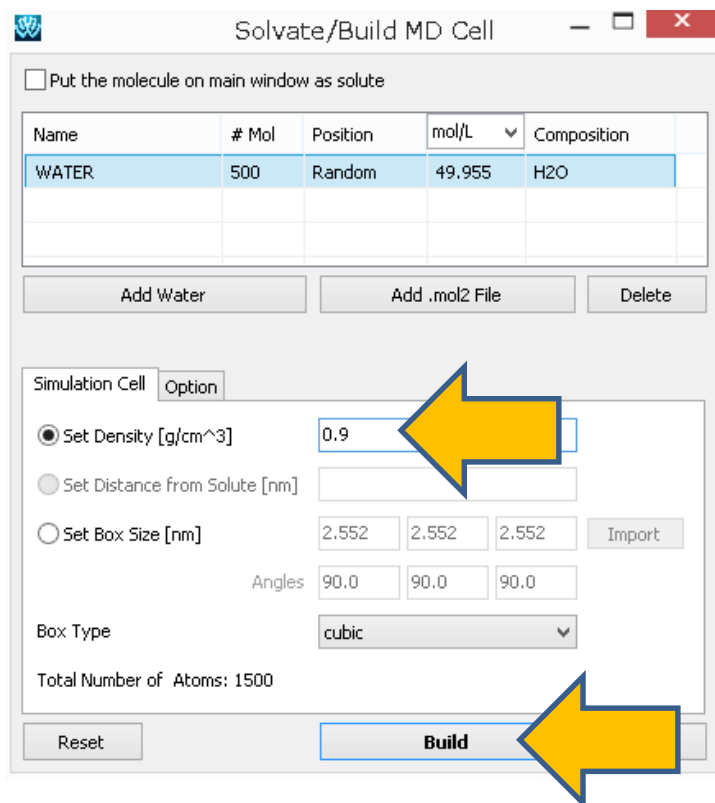 Solvate/Build MD Cell
Put the molecule on main window as solute
Name # Mol Position mol/L Composition
WATER 500 Random 49.955 H2O
Add Water Add .mol2 File Delete
Simulation Cell Option
Set Density [g/cm^3] 0.9
Set Distance from Solute [nm]
Set Box Size [nm] 2.552 2.552 2.552 Import
Angles 90.0 90.0 90.0
Box Type cubic
Total Number of Atoms: 1500
Reset Build